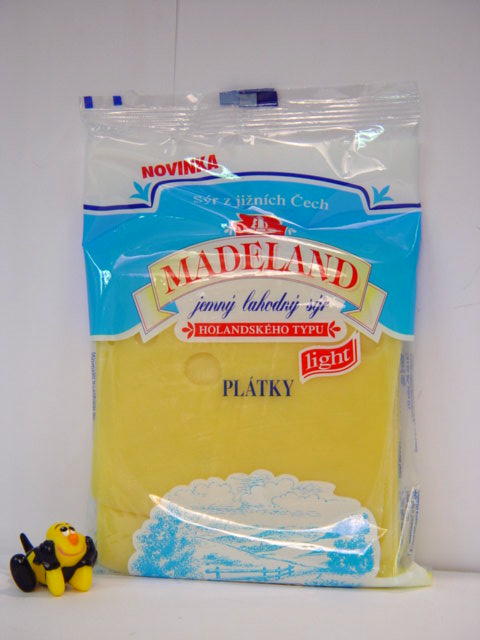 NOVINKA
Sýr z jižních Čech
MADELAND
jemný lahodný sýr
HOLANDSKÉHO TYPU
light
PLÁTKY